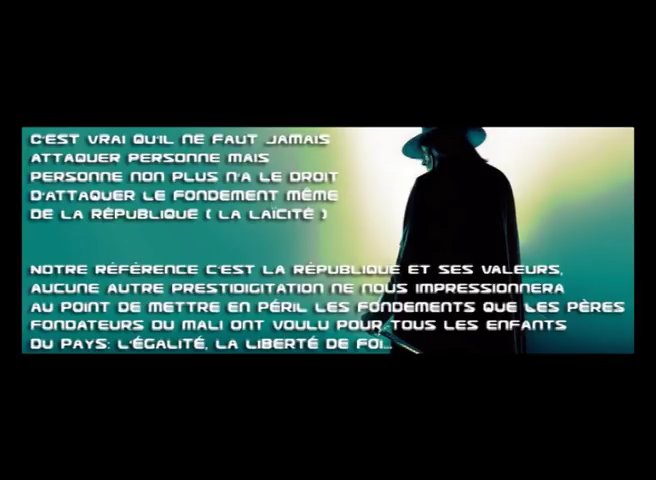 C'EST VRAI QU'IL NE FAUT JAMAIS
ATTAQUER PERSONNE MAIS
PERSONNE NON PLUS N'A LE DROIT
D'ATTAQUER LE FONDEMENT MÊME
DE LA RÉPUBLIQUE ( LA LAÏCITÉ )
NOTRE RÉFÉRENCE C'EST LA RÉPUBLIQUE ET SES VALEURS,
AUCUNE AUTRE PRESTIDIGITATION NE NOUS IMPRESSIONNERA
AU POINT DE METTRE EN PÉRIL LES FONDEMENTS QUE LES PÈRES
FONDATEURS DU MALI ONT VOULU POUR TOUS LES ENFANTS
DU PAYS: L'ÉGALITÉ, LA LIBERTÉ DE FOI...